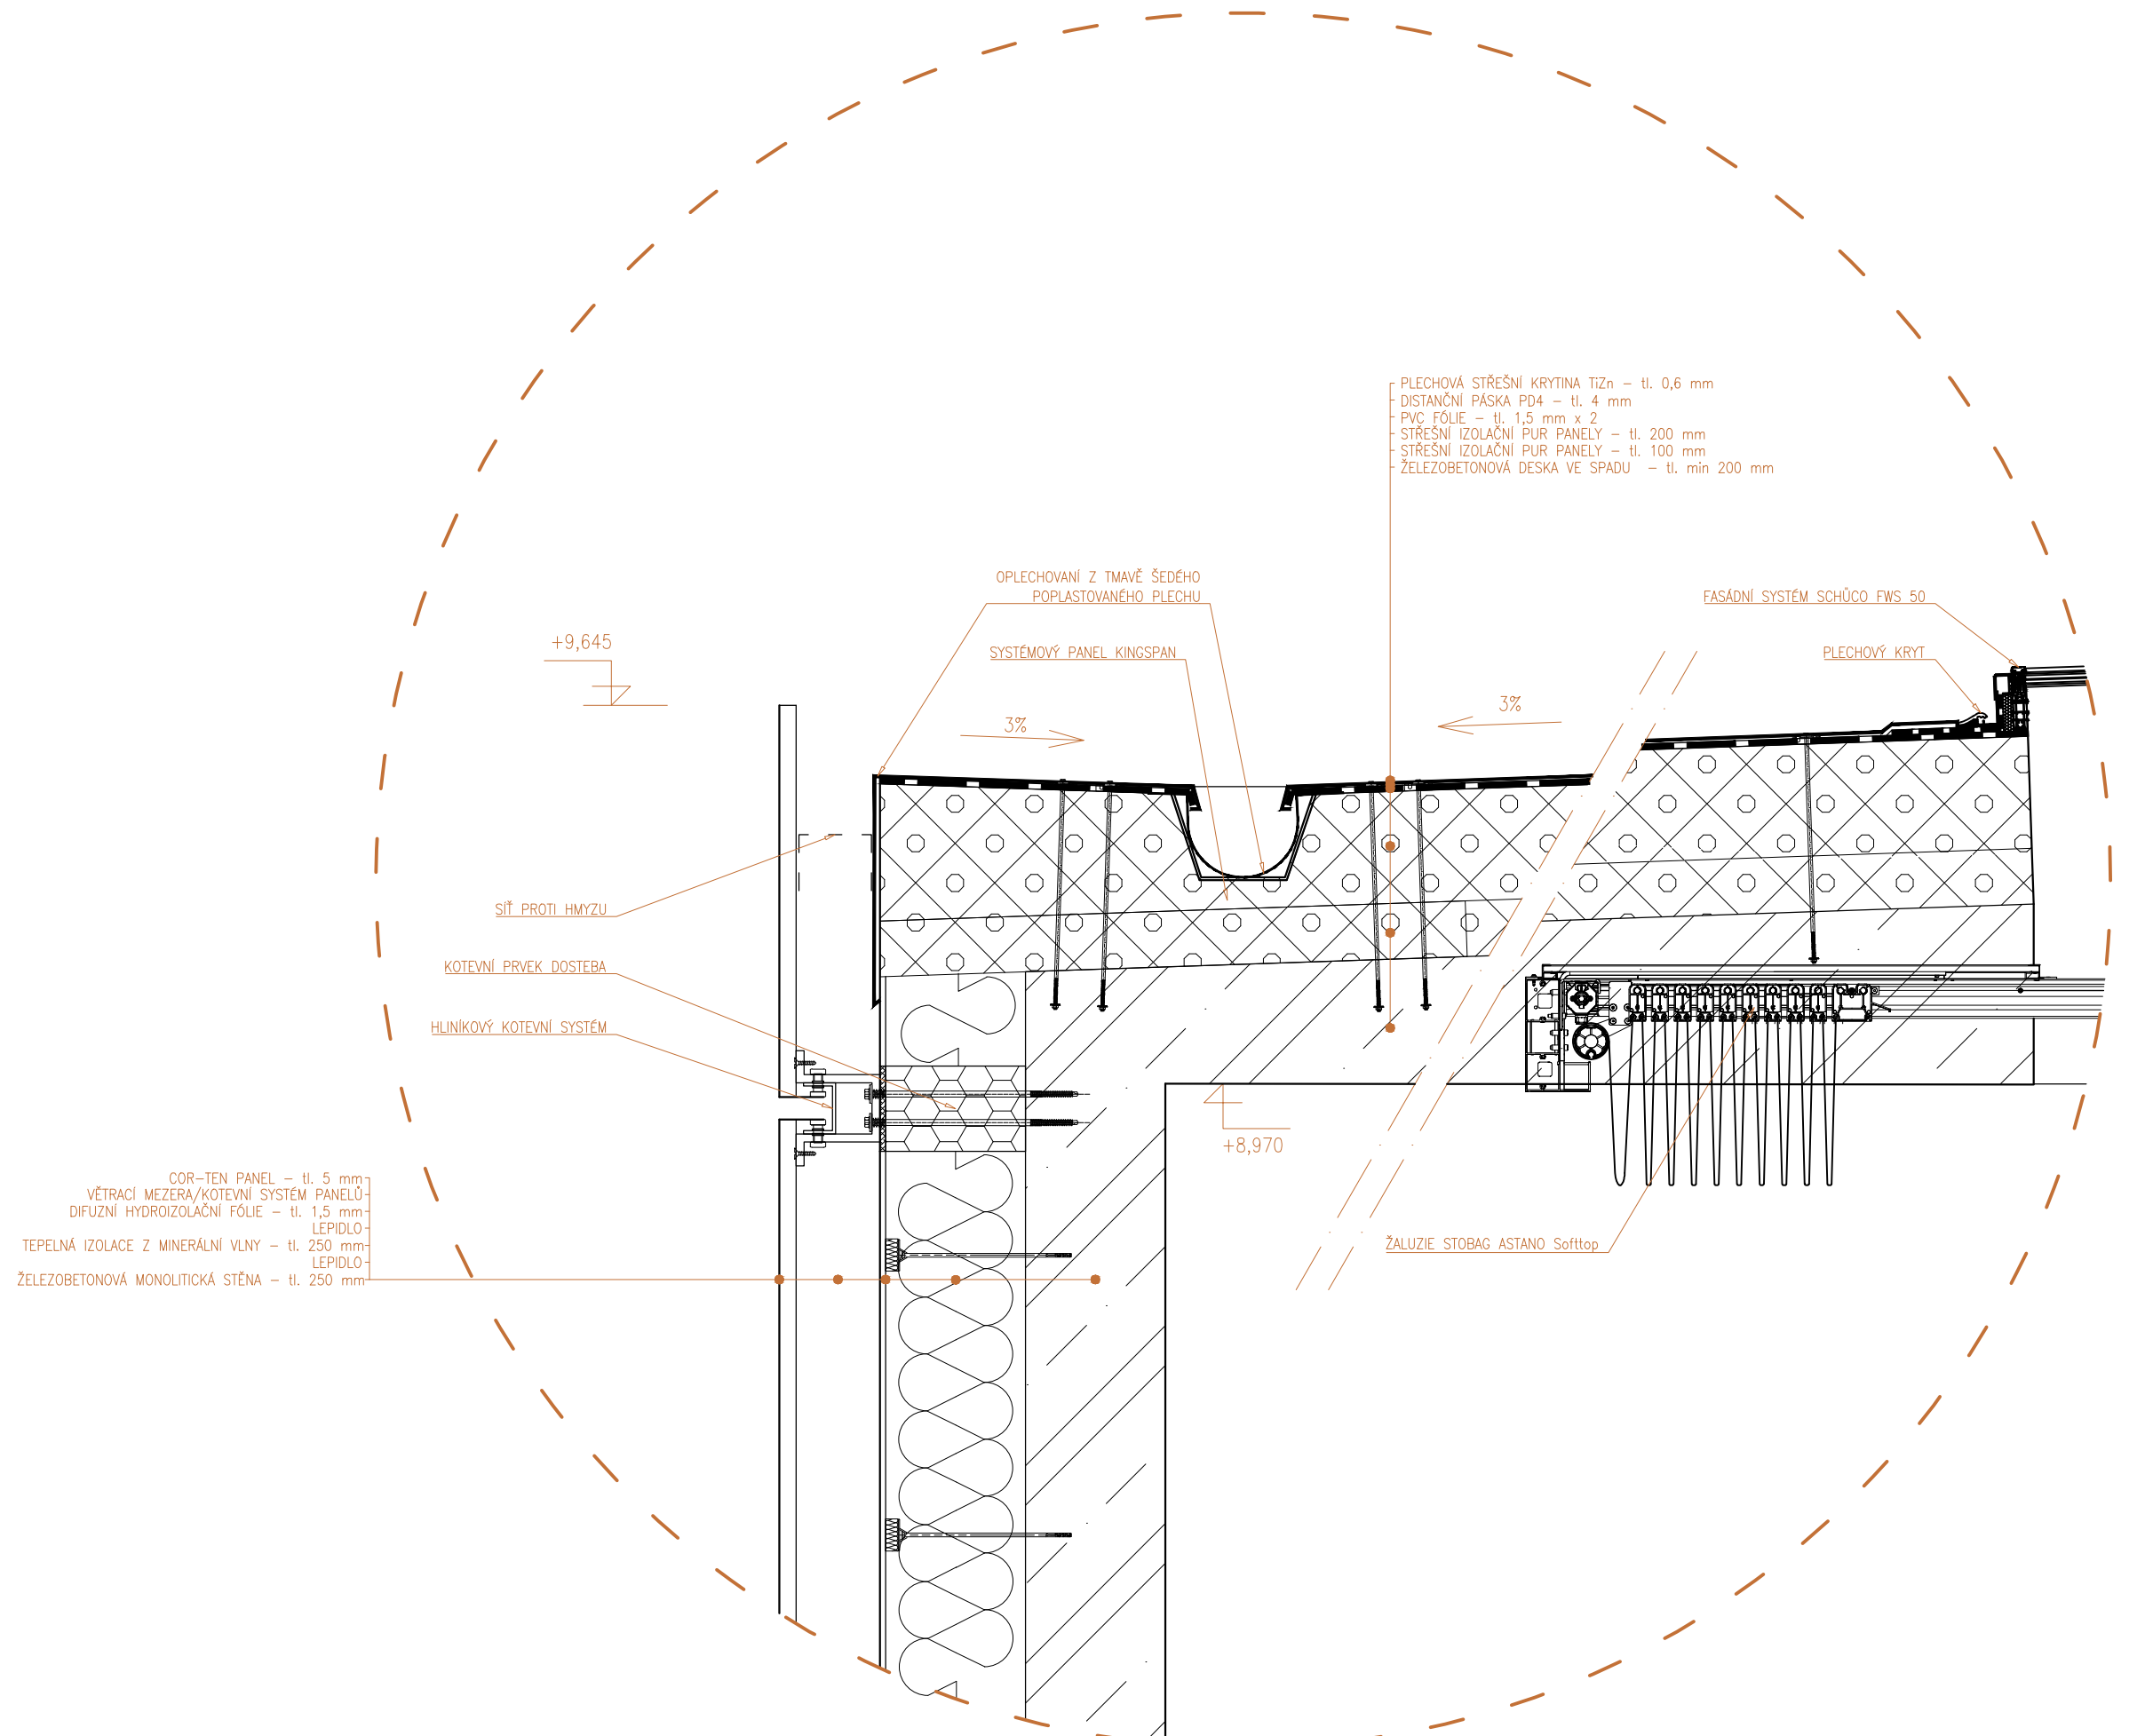 PLECHOVÁ STŘEŠNÍ KRYTINA TiZn – tl. 0,6 mm
DISTANČNÍ PÁSKA PD4 – tl. 4 mm
PVC FÓLIE – tl. 1,5 mm x 2
STŘEŠNÍ IZOLAČNÍ PUR PANELY – tl. 200 mm
STŘEŠNÍ IZOLAČNÍ PUR PANELY – tl. 100 mm
ŽELEZOBETONOVÁ DESKA VE SPADU – tl. min 200 mm
OPLECHOVANÍ Z TMAVĚ ŠEDÉHO
POPLASTOVANÉHO PLECHU
FASÁDNÍ SYSTÉM SCHÜCO FWS 50
+9,645
SYSTÉMOVÝ PANEL KINGSPAN
PLECHOVÝ KRYT
3%
3%
SÍŤ PROTI HMYZU
KOTEVNÍ PRVEK DOSTEBA
HLINÍKOVÝ KOTEVNÍ SYSTÉM
+8,970
COR–TEN PANEL – tl. 5 mm
VĚTRACÍ MEZERA/KOTEVNÍ SYSTÉM PANELŮ
DIFUZNÍ HYDROIZOLAČNÍ FÓLIE – tl. 1,5 mm
LEPIDLO
TEPELNÁ IZOLACE Z MINERÁLNÍ VLNY – tl. 250 mm
LEPIDLO
ŽELEZOBETONOVÁ MONOLITICKÁ STĚNA – tl. 250 mm
ŽALUZIE STOBAG ASTANO Softtop